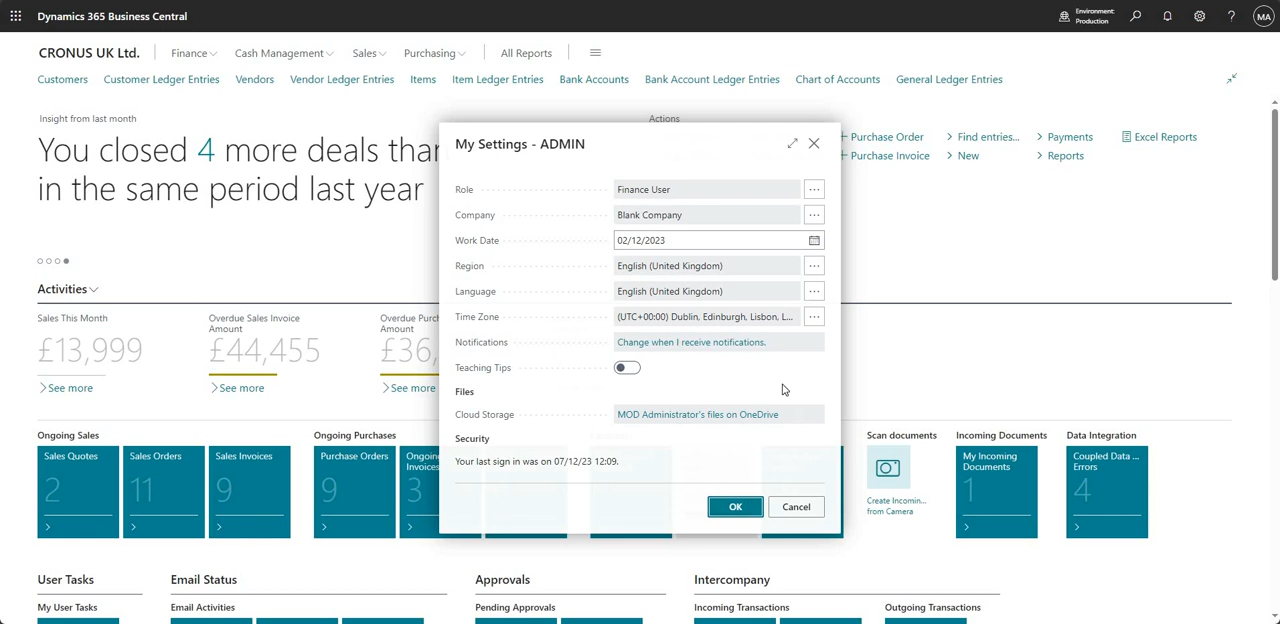 Dynamics 365 Business Central
Environment:
Production
MA
CRONUS UK Ltd.
Finance
Cash Management
Sales
Purchasing
All Reports
Customers
Customer Ledger Entries
Vendors
Vendor Ledger Entries
Items
Item Ledger Entries
Bank Accounts
Bank Account Ledger Entries
Chart of Accounts
General Ledger Entries
Insight from last month
Actions
You closed 4 more deals than
in the same period last year
Purchase Order
Find entries...
Payments
Excel Reports
Purchase Invoice
New
Reports
My Settings - ADMIN
Role
Finance User
Company
Blank Company
Work Date
02/12/2023
Region
English (United Kingdom)
Language
English (United Kingdom)
Time Zone
(UTC+00:00) Dublin, Edinburgh, Lisbon, L...
Notifications
Change when I receive notifications.
Teaching Tips
Files
Cloud Storage
MOD Administrator's files on OneDrive
Security
Your last sign in was on 07/12/23 12:09.
OK
Cancel
Activities
Sales This Month
£13,999
See more
Overdue Sales Invoice
Amount
£44,455
See more
Overdue Purch
Amount
£36,
See more
Ongoing Sales
Sales Quotes
2
Sales Orders
11
Sales Invoices
9
Ongoing Purchases
Purchase Orders
9
Ongoing
Invoices
3
Scan documents
Create Incomin...
from Camera
Incoming Documents
My Incoming
Documents
1
Data Integration
Coupled Data ...
Errors
4
User Tasks
My User Tasks
Email Status
Email Activities
Approvals
Pending Approvals
Intercompany
Incoming Transactions
Outgoing Transactions